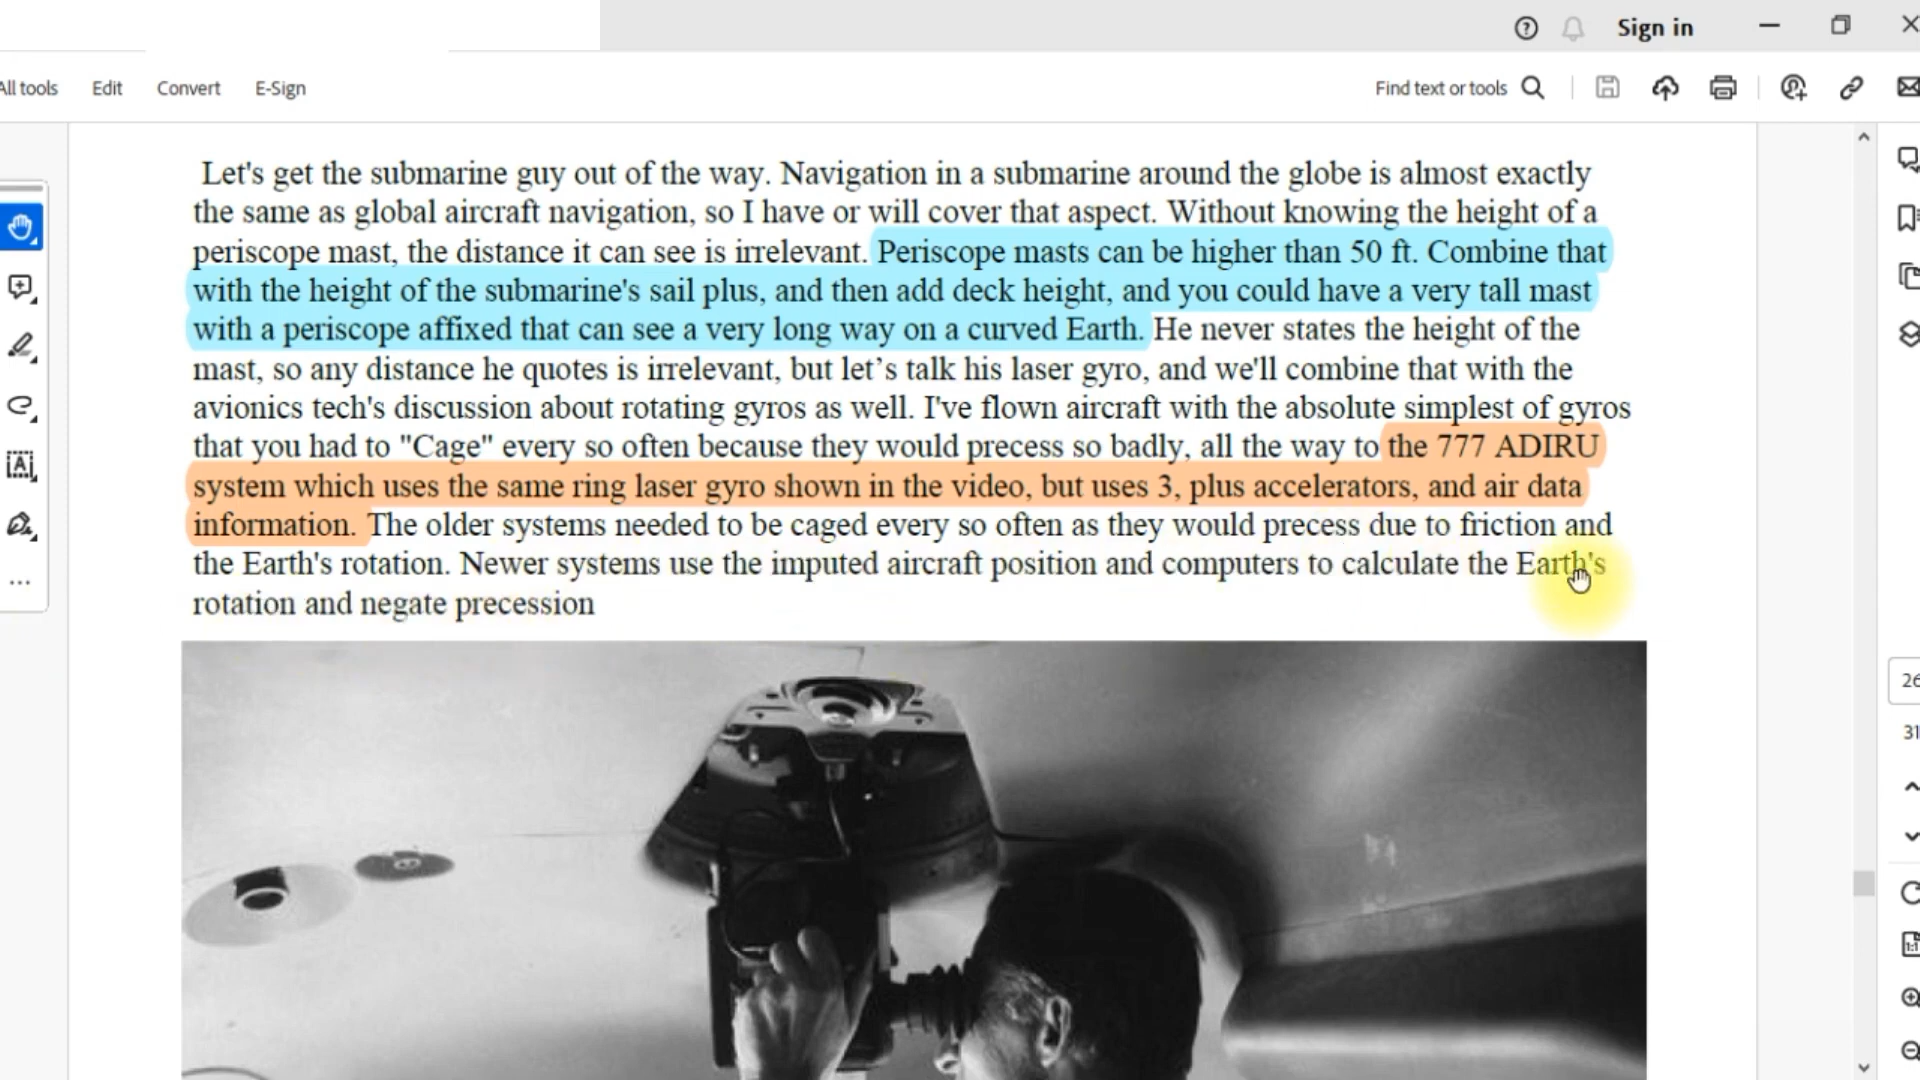 Sign in
All tools Edit Convert E-Sign Find text or tools
Let's get the submarine guy out of the way. Navigation in a submarine around the globe is almost exactly
the same as global aircraft navigation, so I have or will cover that aspect. Without knowing the height of a
periscope mast, the distance it can see is irrelevant. Periscope masts can be higher than 50 ft. Combine that
with the height of the submarine's sail plus, and then add deck height, and you could have a very tall mast
with a periscope affixed that can see a very long way on a curved Earth. He never states the height of the
mast, so any distance he quotes is irrelevant, but let’s talk his laser gyro, and we'll combine that with the
avionics tech's discussion about rotating gyros as well. I've flown aircraft with the absolute simplest of gyros
that you had to "Cage" every so often because they would precess so badly, all the way to the 777 ADIRU
system which uses the same ring laser gyro shown in the video, but uses 3, plus accelerators, and air data
information. The older systems needed to be caged every so often as they would precess due to friction and
the Earth's rotation. Newer systems use the imputed aircraft position and computers to calculate the Earth's
rotation and negate precession